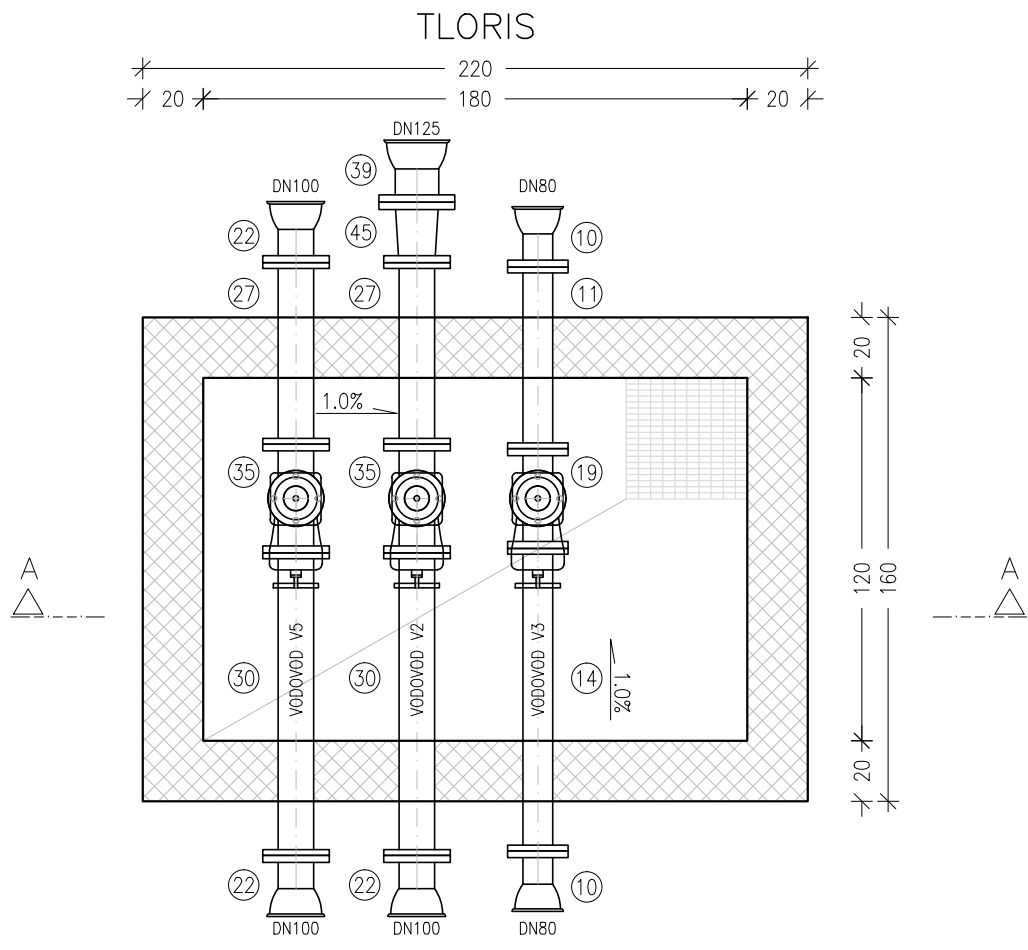 TLORIS
220
20 180 20
DN125
39
DN100 DN80
22 45 10
27 27 11
20
1.0%
35 35 19
A A
120 160
VODOVOD V5 VODOVOD V2 VODOVOD V3
30 30 14 1.0%
20
22 22 10
DN100 DN100 DN80